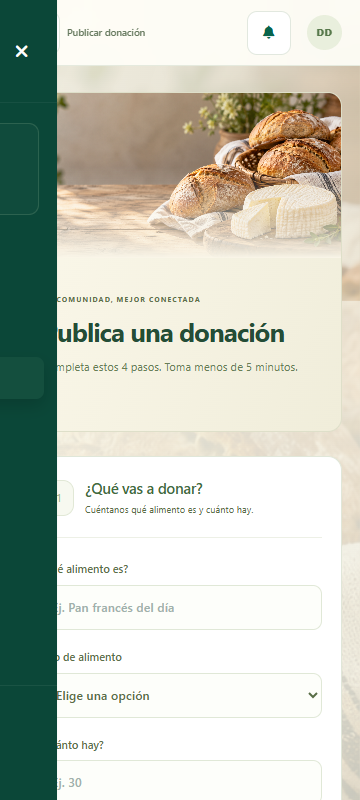 Publicar donación
DD
COMUNIDAD, MEJOR CONECTADA
ublica una donación
mpleta estos 4 pasos. Toma menos de 5 minutos.
1
¿Qué vas a donar?
Cuéntanos qué alimento es y cuánto hay.
é alimento es?
Ej. Pan francés del día
o de alimento
Elige una opción
ánto hay?
Ej. 30